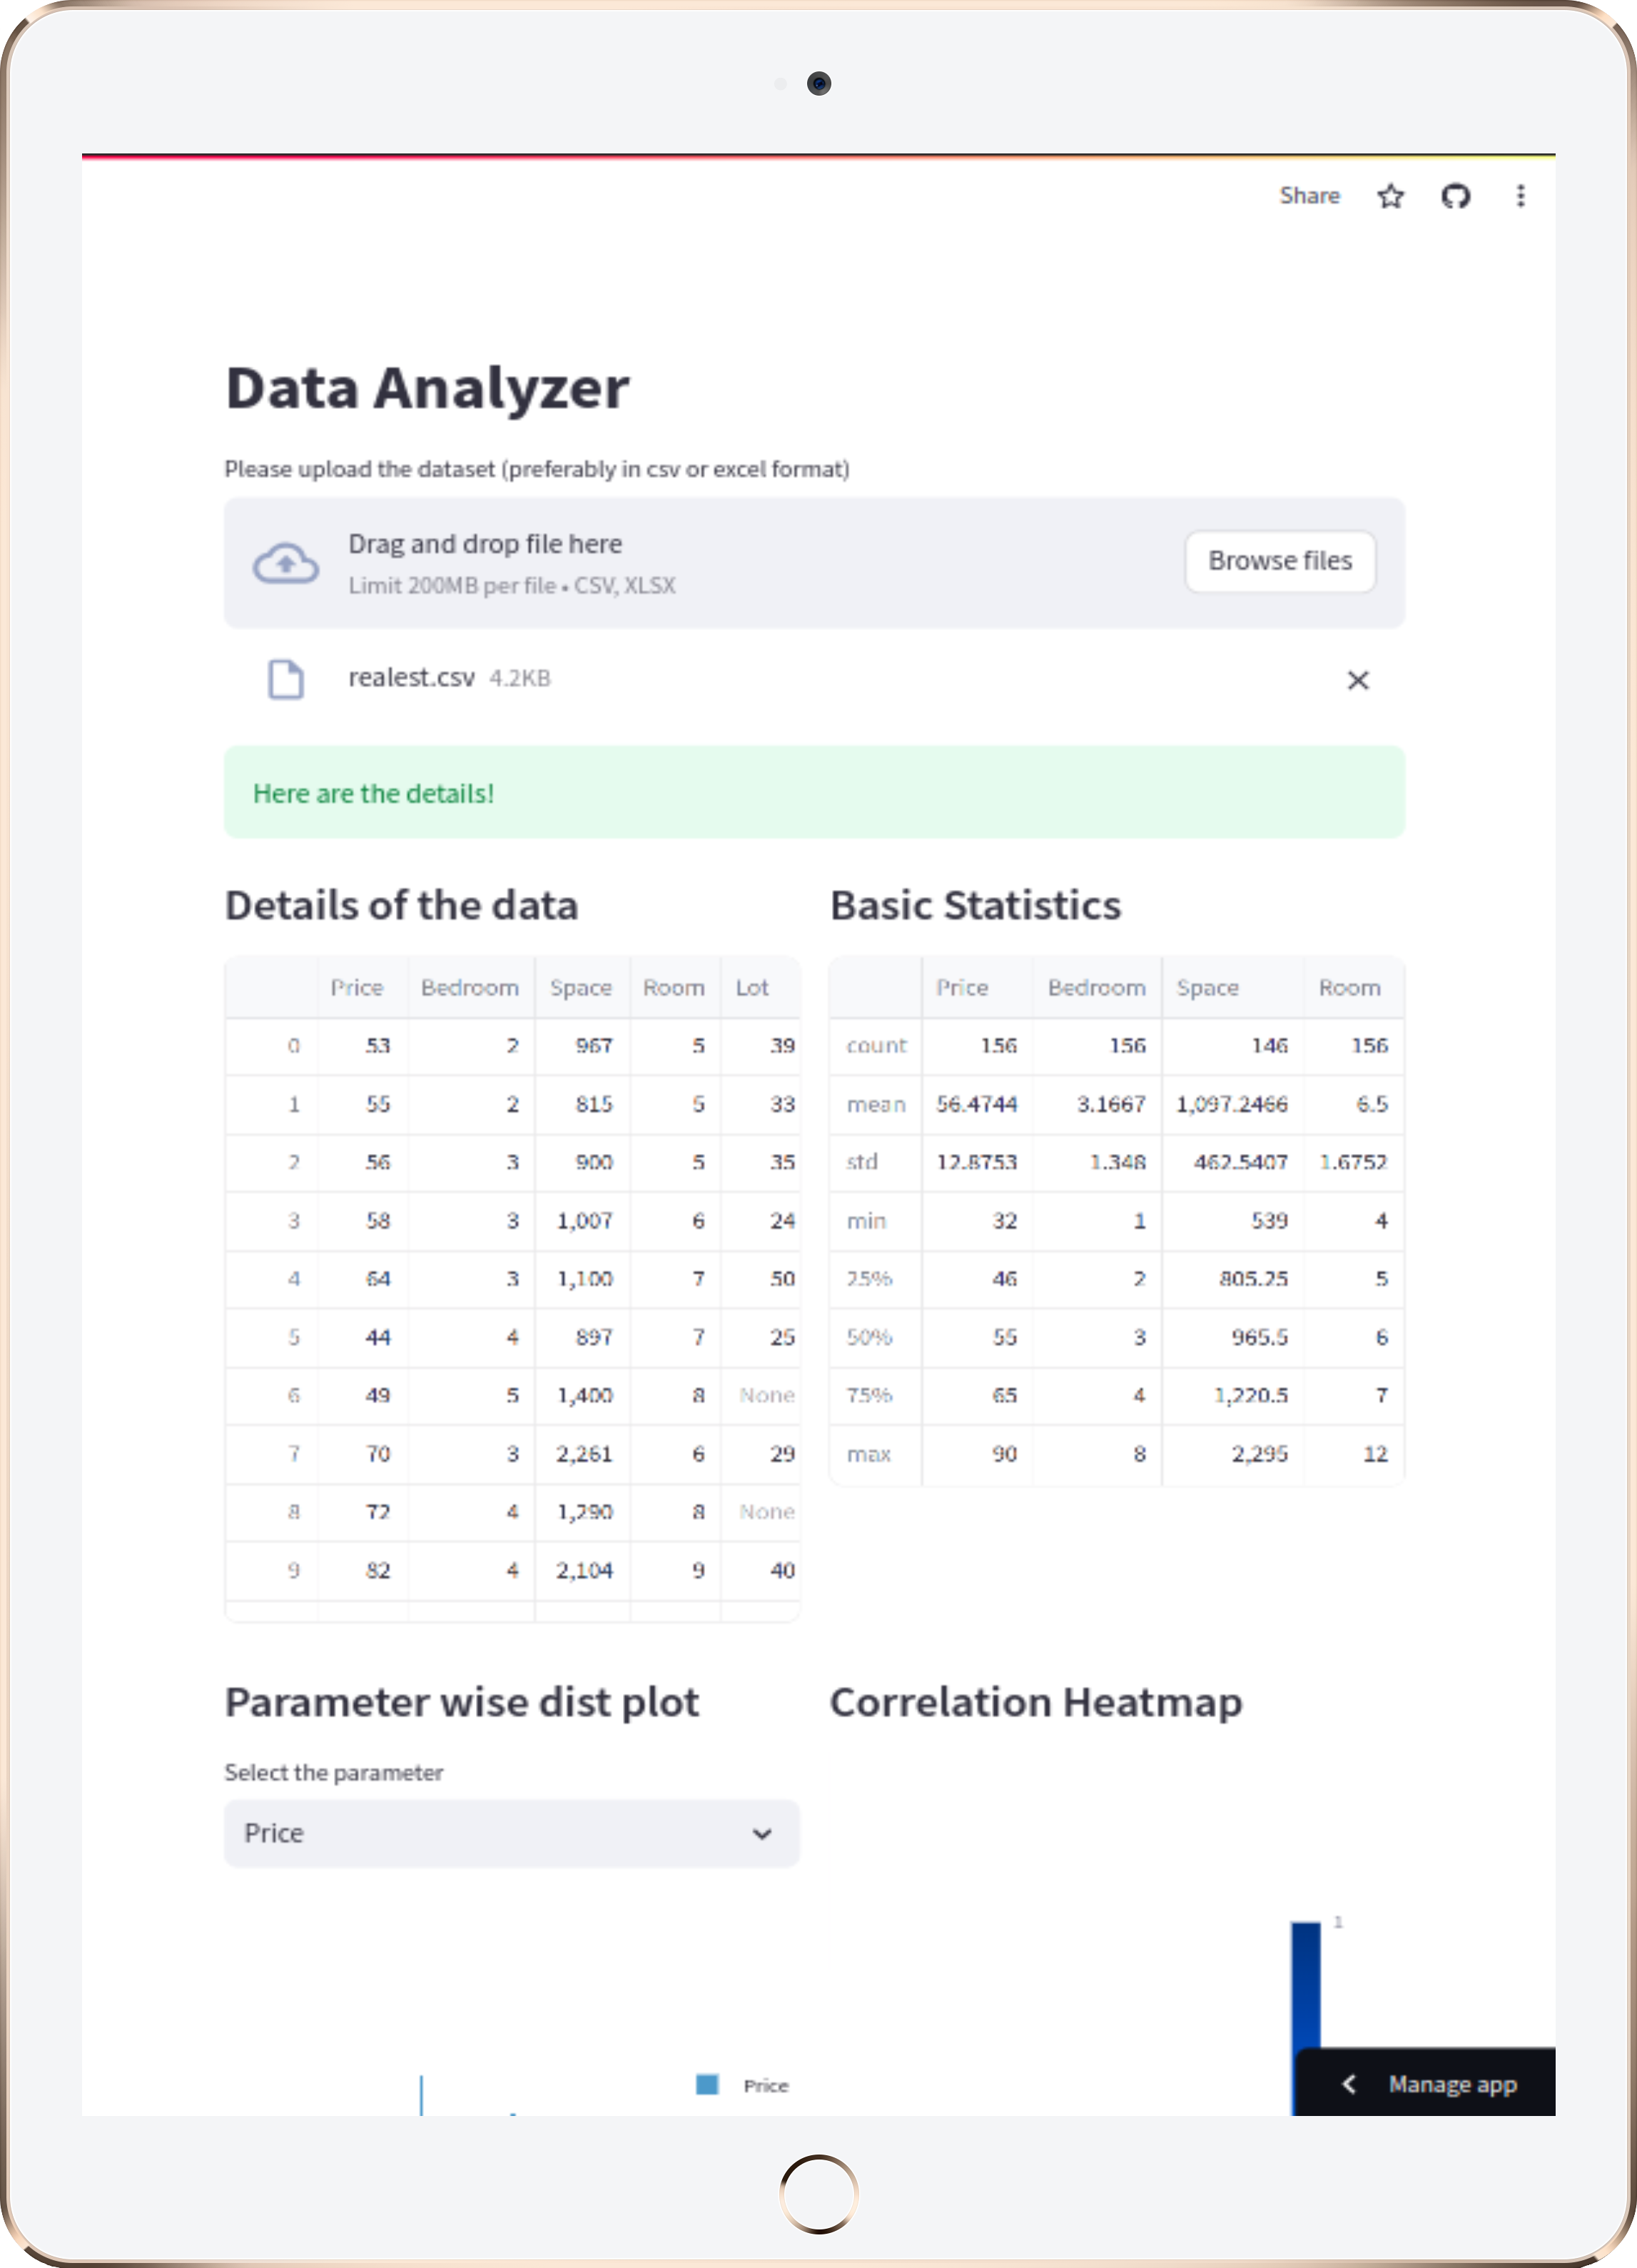 Share
Data Analyzer
Please upload the dataset (preferably in csv or excel format)
Drag and drop file here
Limit 200MB per file • CSV, XLSX
Browse files
realest.csv 4.2KB
Here are the details!
Details of the data
Price Bedroom Space Room Lot
0 53 2 967 5 39
1 55 2 815 5 33
2 56 3 900 5 35
3 58 3 1,007 6 24
4 64 3 1,100 7 50
5 44 4 897 7 25
6 49 5 1,400 8 None
7 70 3 2,261 6 29
8 72 4 1,290 8 None
9 82 4 2,104 9 40
Basic Statistics
Price Bedroom Space Room
count 156 156 146 156
mean 56.4744 3.1667 1,097.2466 6.5
std 12.8753 1.348 462.5407 1.6752
min 32 1 539 4
25% 46 2 805.25 5
50% 55 3 965.5 6
75% 65 4 1,220.5 7
max 90 8 2,295 12
Parameter wise dist plot
Select the parameter
Price
Price
Correlation Heatmap
1
Manage app